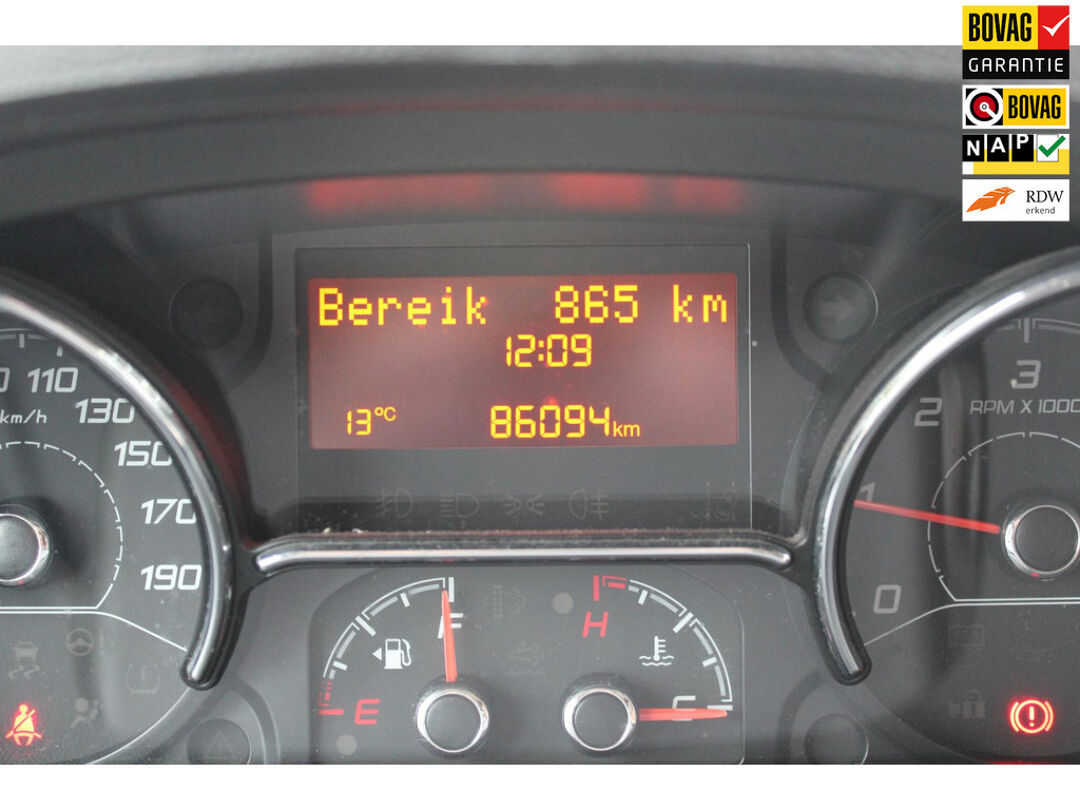 BOVAG
GARANTIE
BOVAG
NAP
RDW
erkend
Bereik 865 km
12:09
13°C 86094km
110
130
150
170
190
km/h
3
2
1
0
RPM X 1000
F
E
H
C